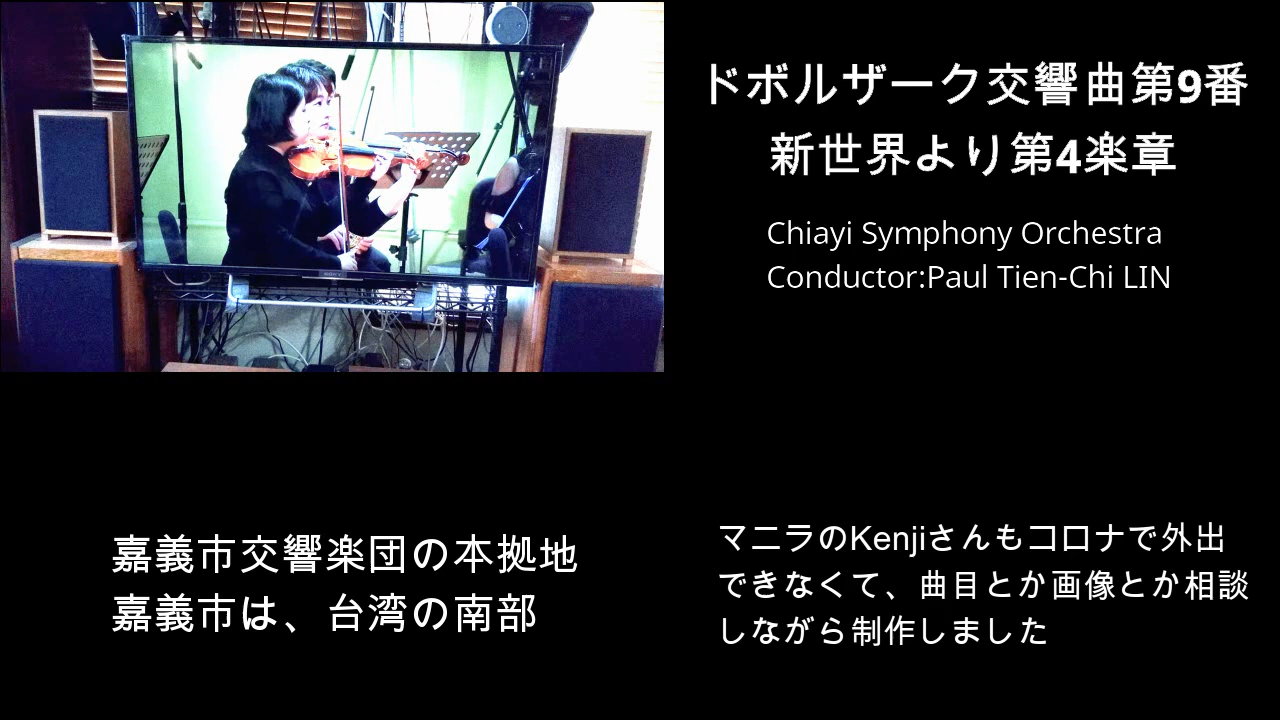 SONY
ドボルザーク交響曲第9番
新世界より第4楽章
Chiayi Symphony Orchestra
Conductor:Paul Tien-Chi LIN
嘉義市交響楽団の本拠地
嘉義市は、台湾の南部
マニラのKenjiさんもコロナで外出
できなくて、曲目とか画像とか相談
しながら制作しました